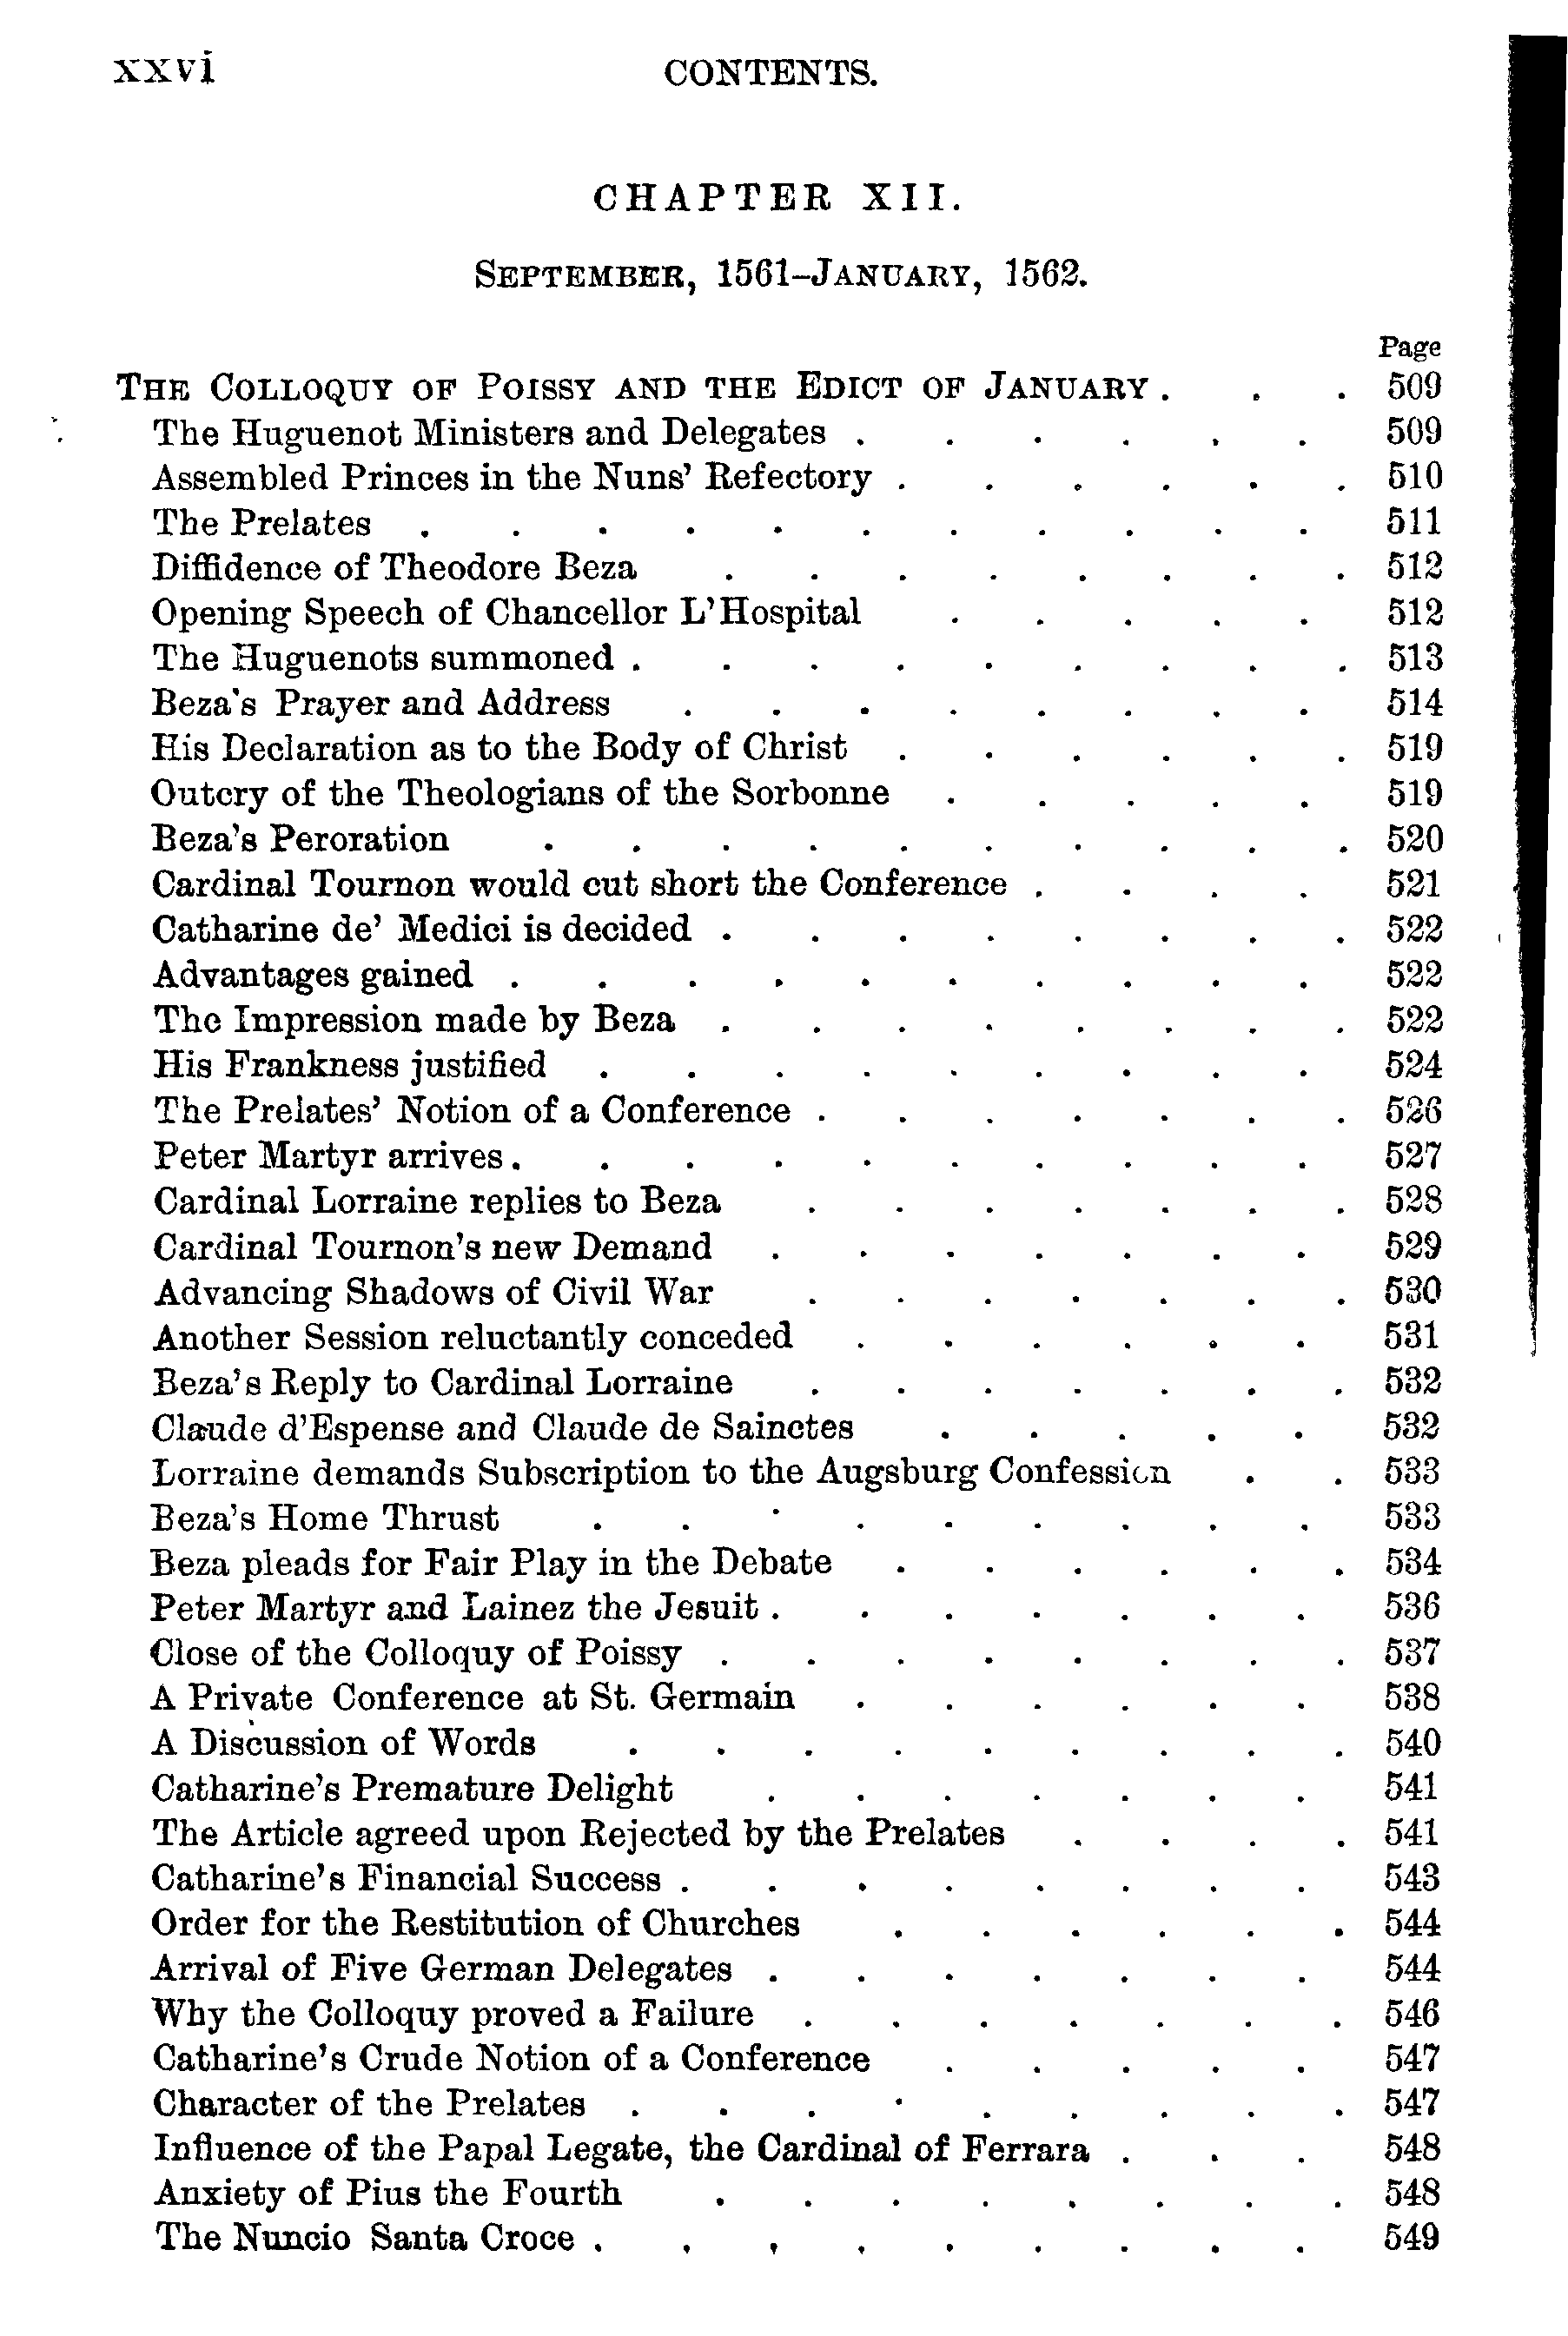 xxvi CONTENTS.
CHAPTER XII.
SEPTEMBER, 1561–JANUARY, 1562.
Page
THE COLLOQUY OF POISSY AND THE EDICT OF JANUARY . . . 509
The Huguenot Ministers and Delegates . . . . . . 509
Assembled Princes in the Nuns' Refectory . . . . . . 510
The Prelates . . . . . . . . . . . 511
Diffidence of Theodore Beza . . . . . . . . 512
Opening Speech of Chancellor L'Hospital . . . . . 512
The Huguenots summoned . . . . . . . . . 513
Beza's Prayer and Address . . . . . . . . 514
His Declaration as to the Body of Christ . . . . . . 519
Outcry of the Theologians of the Sorbonne . . . . . 519
Beza's Peroration . . . . . . . . . . 520
Cardinal Tournon would cut short the Conference . . . . 521
Catharine de' Medici is decided . . . . . . . . 522
Advantages gained . . . . . . . . . . 522
The Impression made by Beza . . . . . . . . 522
His Frankness justified . . . . . . . . . 524
The Prelates' Notion of a Conference . . . . . . . 526
Peter Martyr arrives . . . . . . . . . . 527
Cardinal Lorraine replies to Beza . . . . . . . 528
Cardinal Tournon's new Demand . . . . . . . 529
Advancing Shadows of Civil War . . . . . . . 530
Another Session reluctantly conceded . . . . . . 531
Beza's Reply to Cardinal Lorraine . . . . . . . 532
Claude d'Espense and Claude de Sainctes . . . . . 532
Lorraine demands Subscription to the Augsburg Confession . . 533
Beza's Home Thrust . . . . . . . . . 533
Beza pleads for Fair Play in the Debate . . . . . . 534
Peter Martyr and Lainez the Jesuit . . . . . . . 536
Close of the Colloquy of Poissy . . . . . . . . 537
A Private Conference at St. Germain . . . . . . 538
A Discussion of Words . . . . . . . . . 540
Catharine's Premature Delight . . . . . . . 541
The Article agreed upon Rejected by the Prelates . . . . 541
Catharine's Financial Success . . . . . . . . 543
Order for the Restitution of Churches . . . . . . 544
Arrival of Five German Delegates . . . . . . . 544
Why the Colloquy proved a Failure . . . . . . . 546
Catharine's Crude Notion of a Conference . . . . . 547
Character of the Prelates . . . . . . . . . 547
Influence of the Papal Legate, the Cardinal of Ferrara . . . 548
Anxiety of Pius the Fourth . . . . . . . . 548
The Nuncio Santa Croce . . . . . . . . . 549